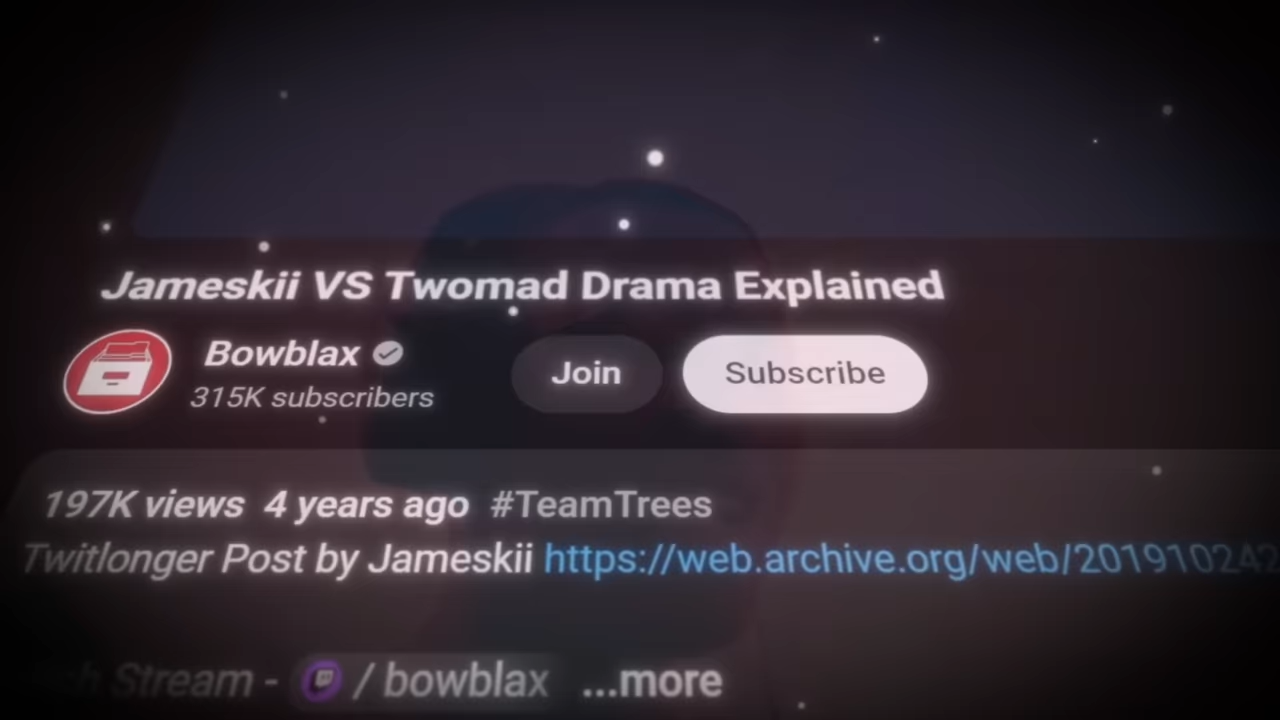 Jameskii VS Twomad Drama Explained
Bowblax
315K subscribers
Join
Subscribe
197K views 4 years ago #TeamTrees
Twitlonger Post by Jameskii https://web.archive.org/web/201910242
Stream - / bowblax ...more